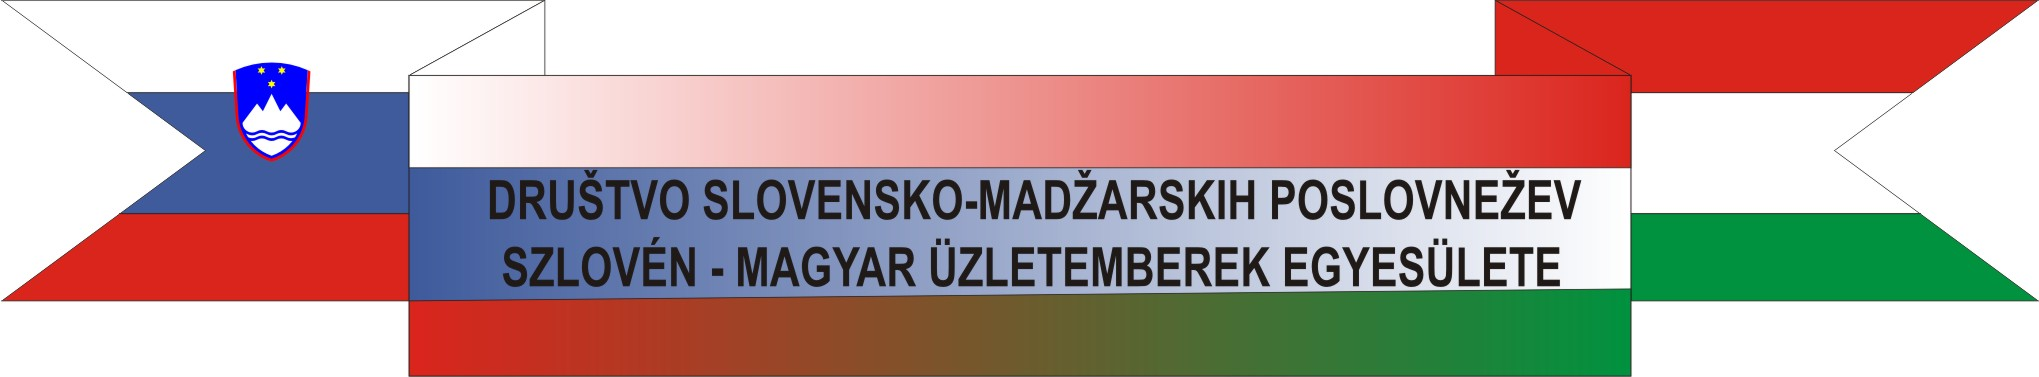 DRUŠTVO SLOVENSKO-MADŽARSKIH POSLOVNEŽEV
SZLOVÉN - MAGYAR ÜZLETEMBEREK EGYESÜLETE